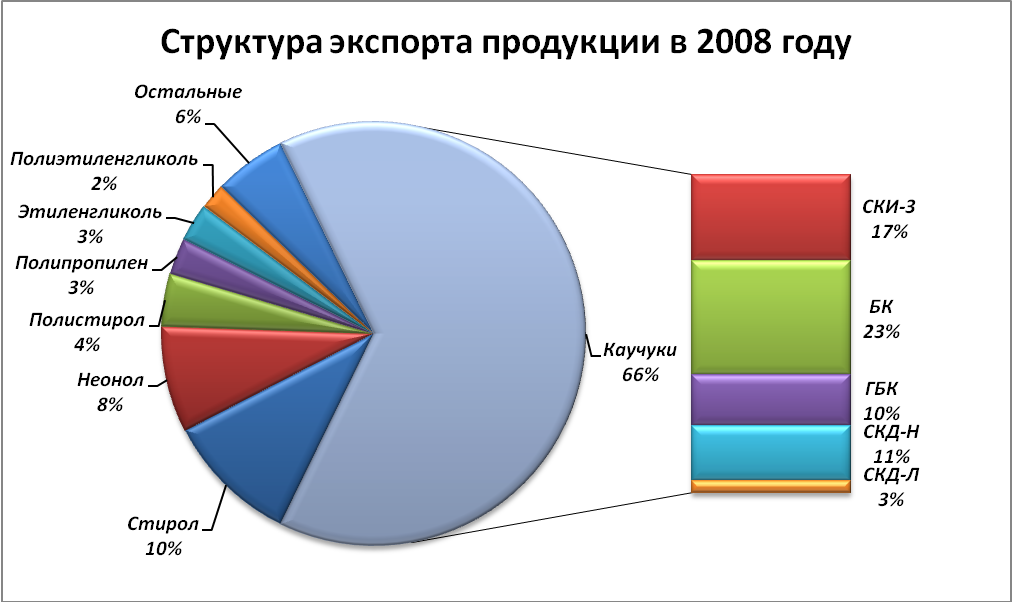 Структура экспорта продукции в 2008 году
Остальные
6%
Полиэтиленгликоль
2%
Этиленгликоль
3%
Полипропилен
3%
Полистирол
4%
Неонол
8%
Стирол
10%
Каучуки
66%
СКИ-3
17%
БК
23%
ГБК
10%
СКД-Н
11%
СКД-Л
3%